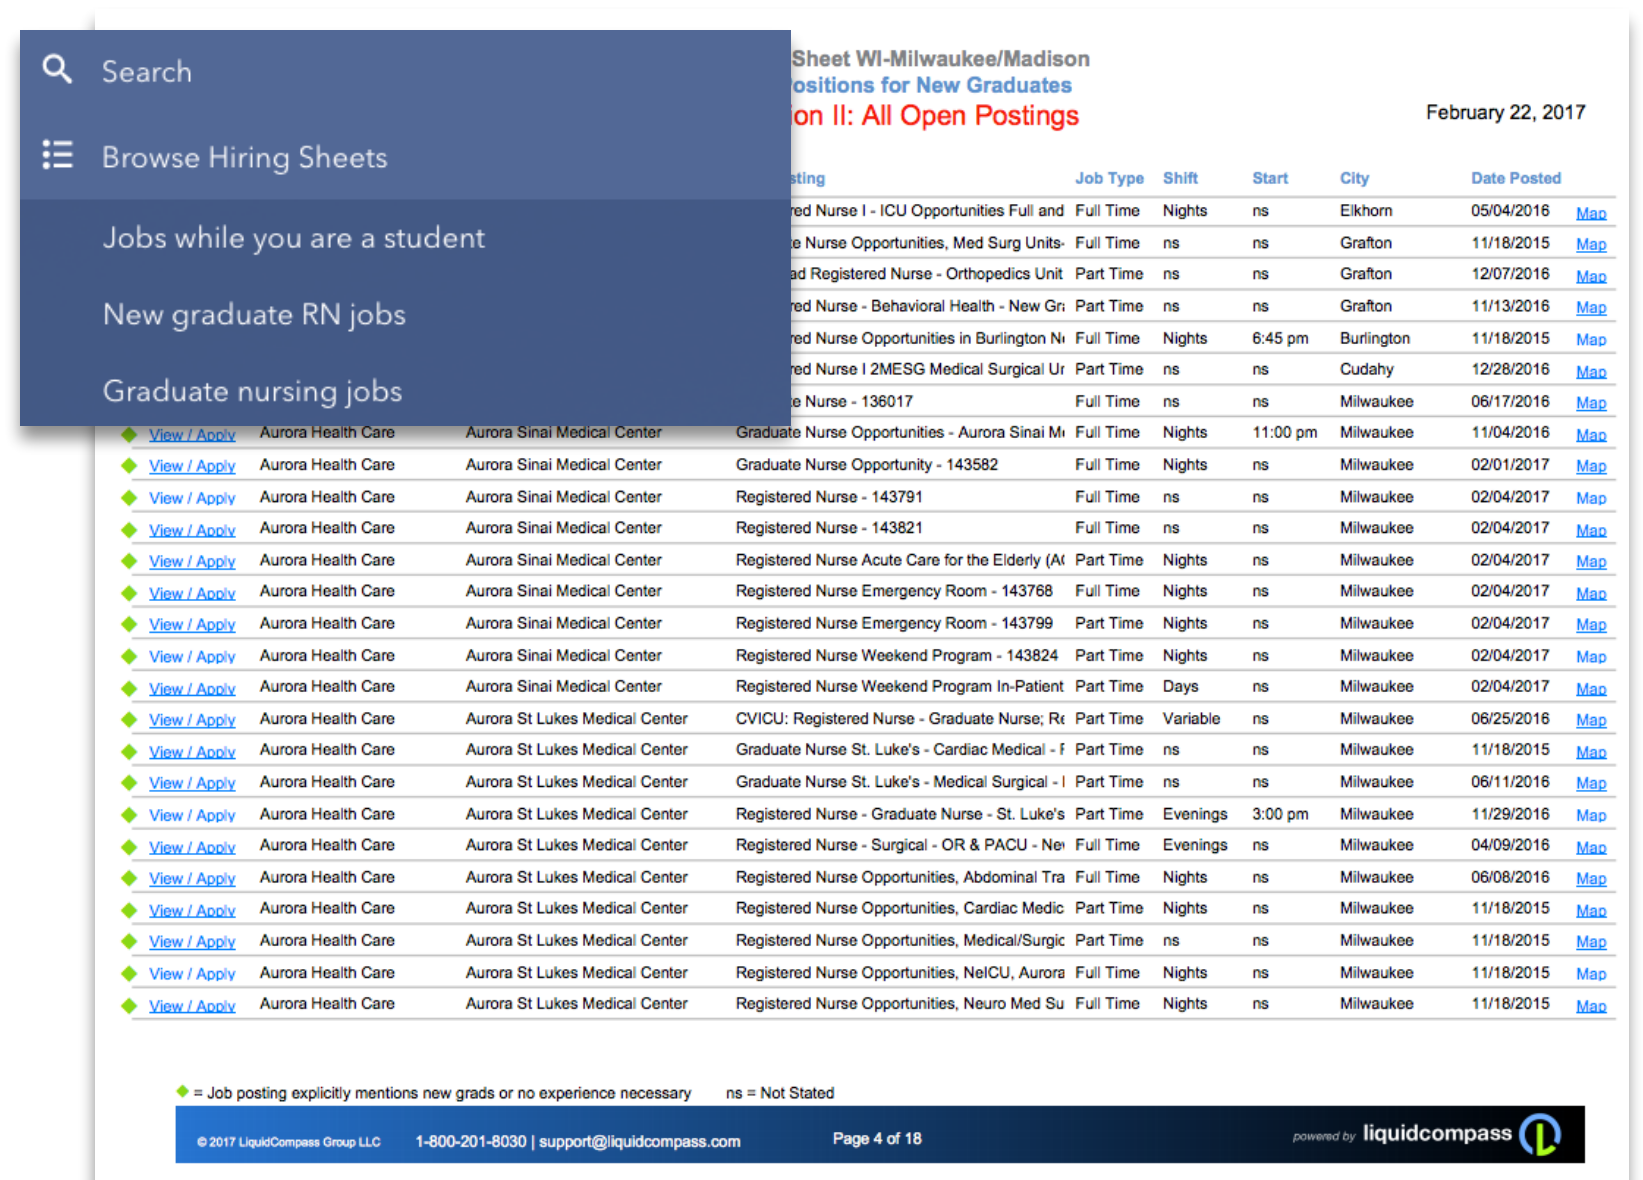 Search
Browse Hiring Sheets
Jobs while you are a student
New graduate RN jobs
Graduate nursing jobs
Sheet WI-Milwaukee/Madison
ositions for New Graduates
on II: All Open Postings
February 22, 2017
sting Job Type Shift Start City Date Posted
red Nurse I - ICU Opportunities Full and Full Time Nights ns Elkhorn 05/04/2016 Map
e Nurse Opportunities, Med Surg Units- Full Time ns ns Grafton 11/18/2015 Map
ad Registered Nurse - Orthopedics Unit Part Time ns ns Grafton 12/07/2016 Map
red Nurse - Behavioral Health - New Gra Part Time ns ns Grafton 11/13/2016 Map
red Nurse Opportunities in Burlington Full Time Nights 6:45 pm Burlington 11/18/2015 Map
red Nurse I 2MESG Medical Surgical Ur Part Time ns ns Cudahy 12/28/2016 Map
e Nurse - 136017 Full Time ns ns Milwaukee 06/17/2016 Map
View / Apply Aurora Health Care Aurora Sinai Medical Center Graduate Nurse Opportunities - Aurora Sinai Full Time Nights 11:00 pm Milwaukee 11/04/2016 Map
View / Apply Aurora Health Care Aurora Sinai Medical Center Graduate Nurse Opportunity - 143582 Full Time Nights ns Milwaukee 02/01/2017 Map
View / Apply Aurora Health Care Aurora Sinai Medical Center Registered Nurse - 143791 Full Time ns ns Milwaukee 02/04/2017 Map
View / Apply Aurora Health Care Aurora Sinai Medical Center Registered Nurse - 143821 Full Time ns ns Milwaukee 02/04/2017 Map
View / Apply Aurora Health Care Aurora Sinai Medical Center Registered Nurse Acute Care for the Elderly (AC Part Time Nights ns Milwaukee 02/04/2017 Map
View / Apply Aurora Health Care Aurora Sinai Medical Center Registered Nurse Emergency Room - 143768 Full Time Nights ns Milwaukee 02/04/2017 Map
View / Apply Aurora Health Care Aurora Sinai Medical Center Registered Nurse Emergency Room - 143799 Part Time Nights ns Milwaukee 02/04/2017 Map
View / Apply Aurora Health Care Aurora Sinai Medical Center Registered Nurse Weekend Program - 143824 Part Time Nights ns Milwaukee 02/04/2017 Map
View / Apply Aurora Health Care Aurora Sinai Medical Center Registered Nurse Weekend Program In-Patient Part Time Days ns Milwaukee 02/04/2017 Map
View / Apply Aurora Health Care Aurora St Lukes Medical Center CVICU: Registered Nurse - Graduate Nurse; Re Part Time Variable ns Milwaukee 06/25/2016 Map
View / Apply Aurora Health Care Aurora St Lukes Medical Center Graduate Nurse St. Luke's - Cardiac Medical - Part Time ns ns Milwaukee 11/18/2015 Map
View / Apply Aurora Health Care Aurora St Lukes Medical Center Graduate Nurse St. Luke's - Medical Surgical - Part Time ns ns Milwaukee 06/11/2016 Map
View / Apply Aurora Health Care Aurora St Lukes Medical Center Registered Nurse - Graduate Nurse - St. Luke's Part Time Evenings 3:00 pm Milwaukee 11/29/2016 Map
View / Apply Aurora Health Care Aurora St Lukes Medical Center Registered Nurse - Surgical - OR & PACU - Full Time Evenings ns Milwaukee 04/09/2016 Map
View / Apply Aurora Health Care Aurora St Lukes Medical Center Registered Nurse Opportunities, Abdominal Tra Full Time Nights ns Milwaukee 06/08/2016 Map
View / Apply Aurora Health Care Aurora St Lukes Medical Center Registered Nurse Opportunities, Cardiac Medic Part Time Nights ns Milwaukee 11/18/2015 Map
View / Apply Aurora Health Care Aurora St Lukes Medical Center Registered Nurse Opportunities, Medical/Surgic Part Time ns ns Milwaukee 11/18/2015 Map
View / Apply Aurora Health Care Aurora St Lukes Medical Center Registered Nurse Opportunities, NeICU, Aurora Full Time Nights ns Milwaukee 11/18/2015 Map
View / Apply Aurora Health Care Aurora St Lukes Medical Center Registered Nurse Opportunities, Neuro Med Su Full Time Nights ns Milwaukee 11/18/2015 Map
= Job posting explicitly mentions new grads or no experience necessary ns = Not Stated
© 2017 LiquidCompass Group LLC 1-800-201-8030 | support@liquidcompass.com Page 4 of 18 powered by liquidcompass